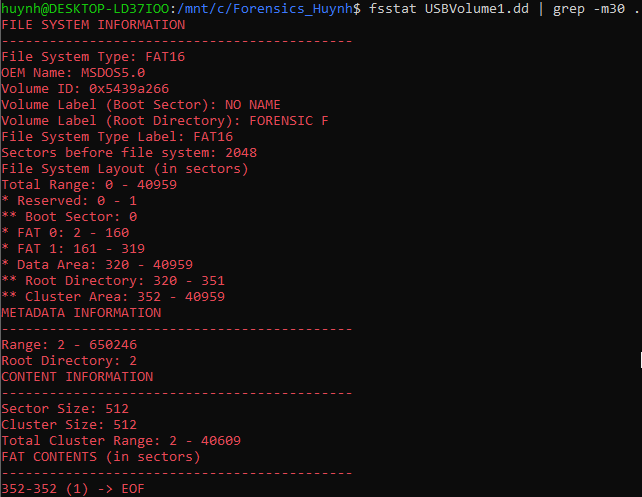 huynh@DESKTOP-LD37IOO:/mnt/c/Forensics_Huynh$ fsstat USBVolume1.dd | grep -m30 .
FILE SYSTEM INFORMATION
--------------------------------------------
File System Type: FAT16
OEM Name: MSDOS5.0
Volume ID: 0x5439a266
Volume Label (Boot Sector): NO NAME
Volume Label (Root Directory): FORENSIC F
File System Type Label: FAT16
Sectors before file system: 2048
File System Layout (in sectors)
Total Range: 0 - 40959
* Reserved: 0 - 1
** Boot Sector: 0
* FAT 0: 2 - 160
* FAT 1: 161 - 319
* Data Area: 320 - 40959
** Root Directory: 320 - 351
** Cluster Area: 352 - 40959
METADATA INFORMATION
--------------------------------------------
Range: 2 - 650246
Root Directory: 2
CONTENT INFORMATION
--------------------------------------------
Sector Size: 512
Cluster Size: 512
Total Cluster Range: 2 - 40609
FAT CONTENTS (in sectors)
--------------------------------------------
352-352 (1) -> EOF